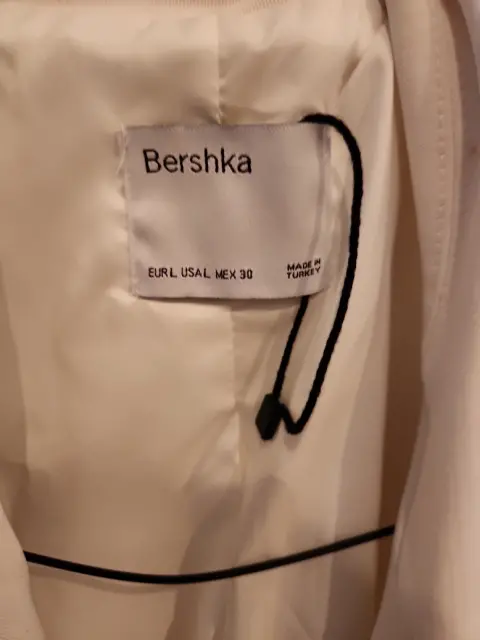 Bershka
EUR L USA L MEX 30
MADE IN
TURKEY